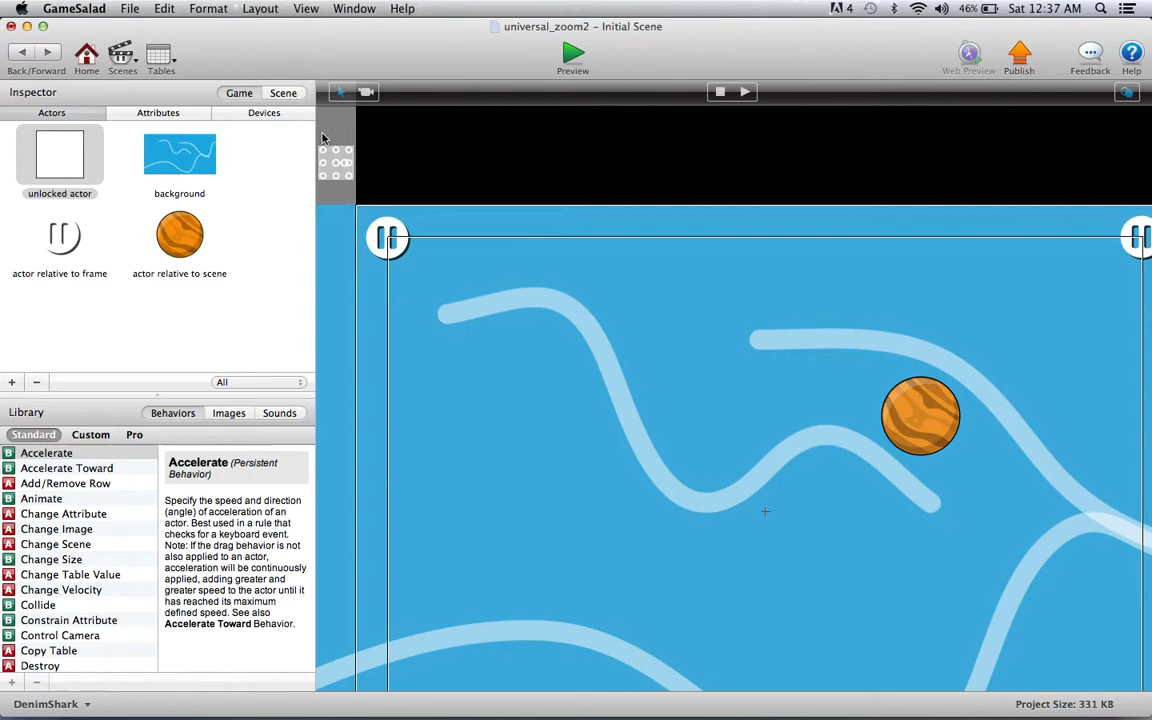 GameSalad File Edit Format Layout View Window Help 4 46% Sat 12:37 AM
universal_zoom2 – Initial Scene
Back/Forward Home Scenes Tables Preview Web Preview Publish Feedback Help
Inspector Game Scene
Actors Attributes Devices
unlocked actor background
actor relative to frame actor relative to scene
+ − All
Library Behaviors Images Sounds
Standard Custom Pro
B Accelerate
B Accelerate Toward
A Add/Remove Row
B Animate
A Change Attribute
A Change Image
A Change Scene
B Change Size
A Change Table Value
A Change Velocity
B Collide
B Constrain Attribute
B Control Camera
A Copy Table
A Destroy
Accelerate (Persistent
Behavior)
Specify the speed and direction
(angle) of acceleration of an
actor. Best used in a rule that
checks for a keyboard event.
Note: If the drag behavior is not
also applied to an actor,
acceleration will be continuously
applied, adding greater and
greater speed to the actor until it
has reached its maximum
defined speed. See also
Accelerate Toward Behavior.
+ −
DenimShark Project Size: 331 KB